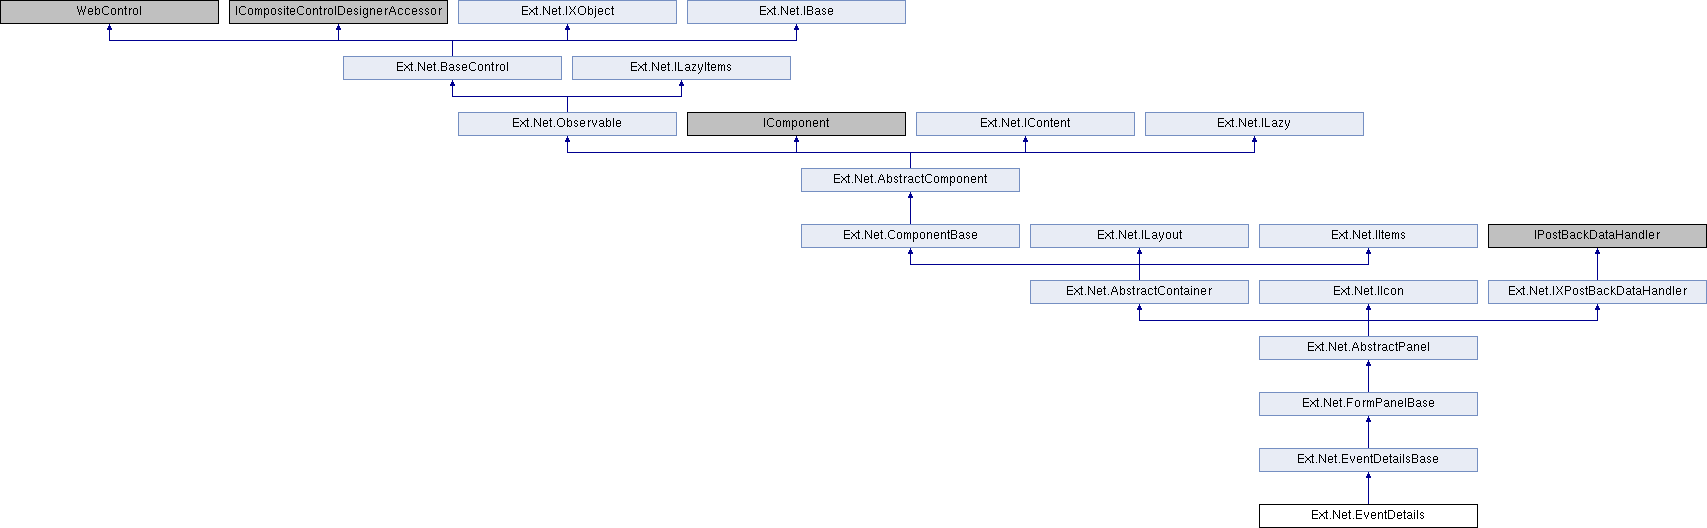 WebControl
ICompositeControlDesignerAccessor
Ext.Net.IXObject
Ext.Net.IBase
Ext.Net.BaseControl
Ext.Net.ILazyItems
Ext.Net.Observable
IComponent
Ext.Net.IContent
Ext.Net.ILazy
Ext.Net.AbstractComponent
Ext.Net.ComponentBase
Ext.Net.ILayout
Ext.Net.IItems
IPostBackDataHandler
Ext.Net.AbstractContainer
Ext.Net.IIcon
Ext.Net.IXPostBackDataHandler
Ext.Net.AbstractPanel
Ext.Net.FormPanelBase
Ext.Net.EventDetailsBase
Ext.Net.EventDetails